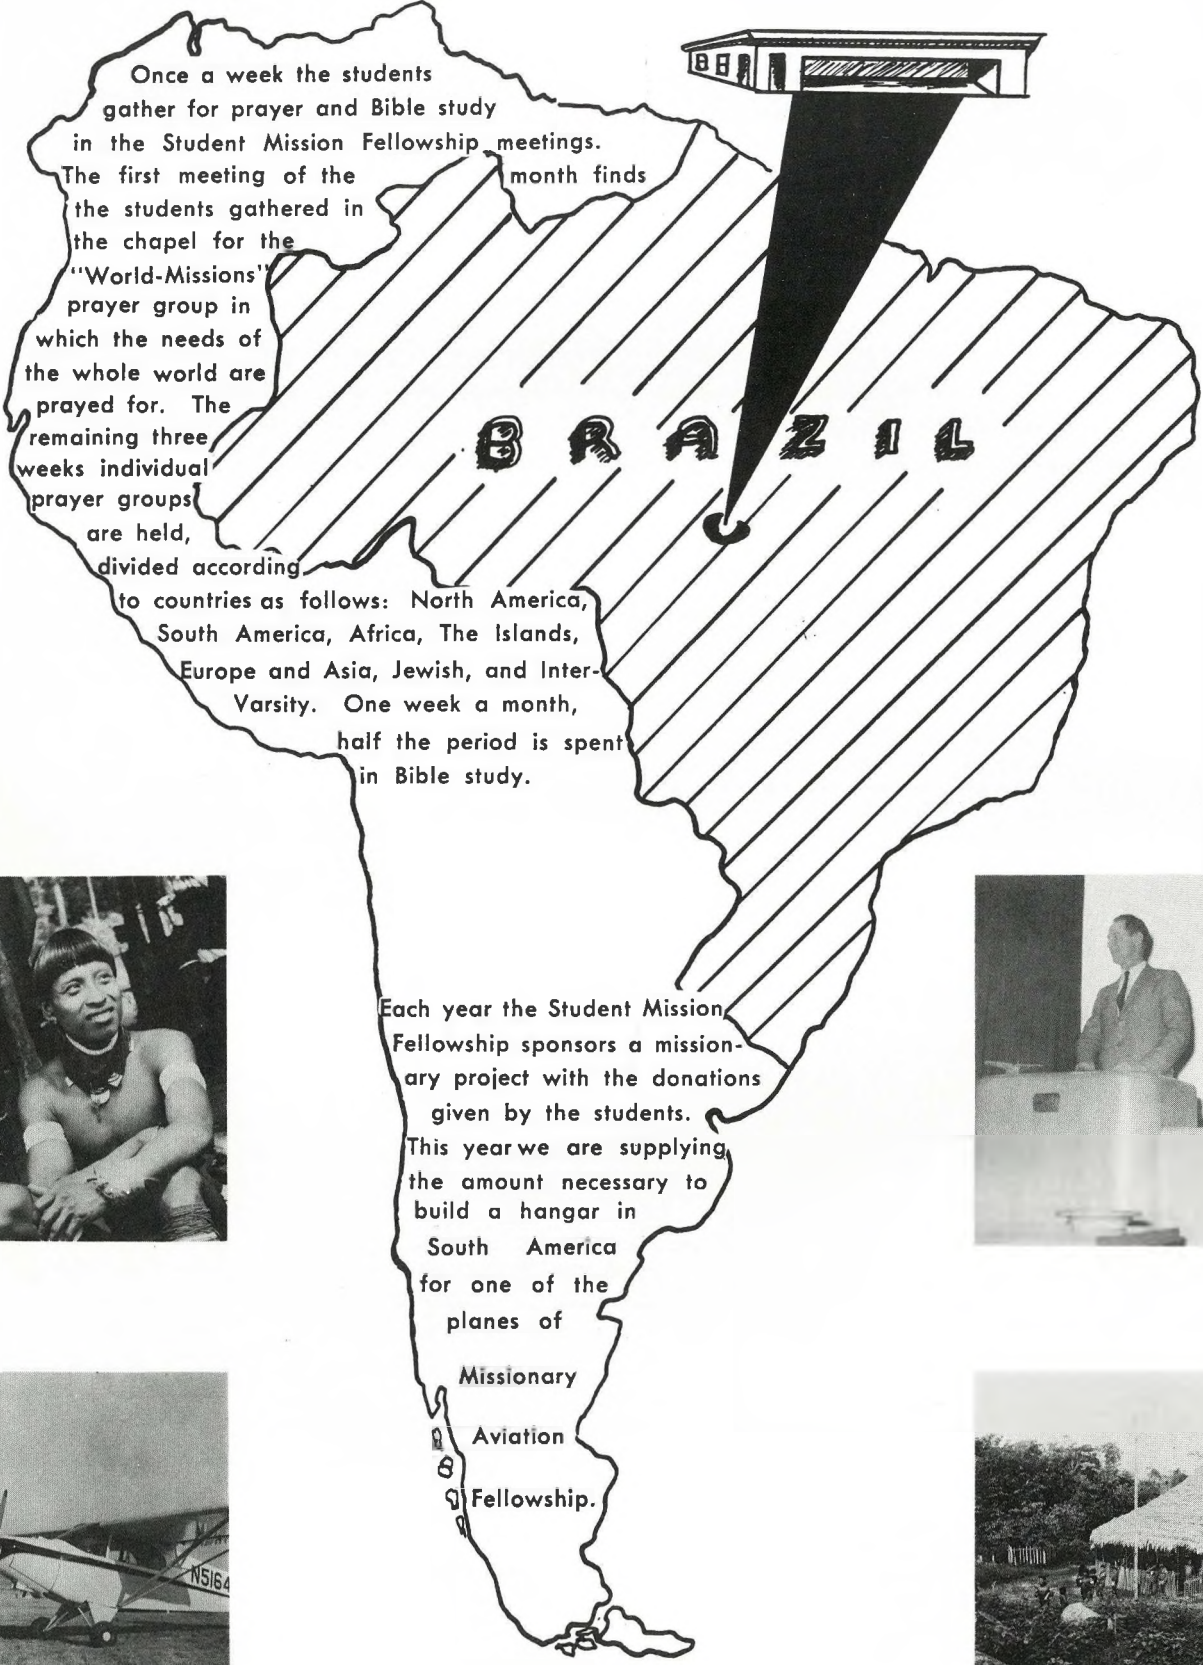 Once a week the students
gather for prayer and Bible study
in the Student Mission Fellowship meetings.
The first meeting of the month finds
the students gathered in
the chapel for the
"World-Missions"
prayer group in
which the needs of
the whole world are
prayed for. The
remaining three
weeks individual
prayer groups
are held,
divided according
to countries as follows: North America,
South America, Africa, The Islands,
Europe and Asia, Jewish, and Inter-
Varsity. One week a month,
half the period is spent
in Bible study.
BRAZIL
Each year the Student Mission
Fellowship sponsors a mission-
ary project with the donations
given by the students.
This year we are supplying
the amount necessary to
build a hangar in
South America
for one of the
planes of
Missionary
Aviation
Fellowship.
N5164